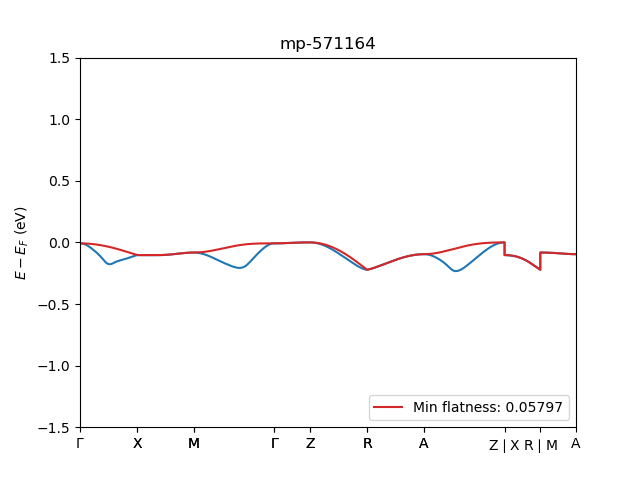 mp-571164
E − E_F (eV)
1.5
1.0
0.5
0.0
−0.5
−1.0
−1.5
Min flatness: 0.05797
Γ X M Γ Z R A Z | X R | M A